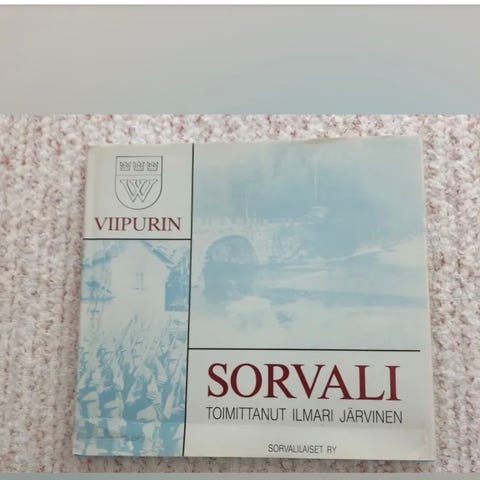 W
VIIPURIN
SORVALI
TOIMITTANUT ILMARI JÄRVINEN
SORVALILAISET RY